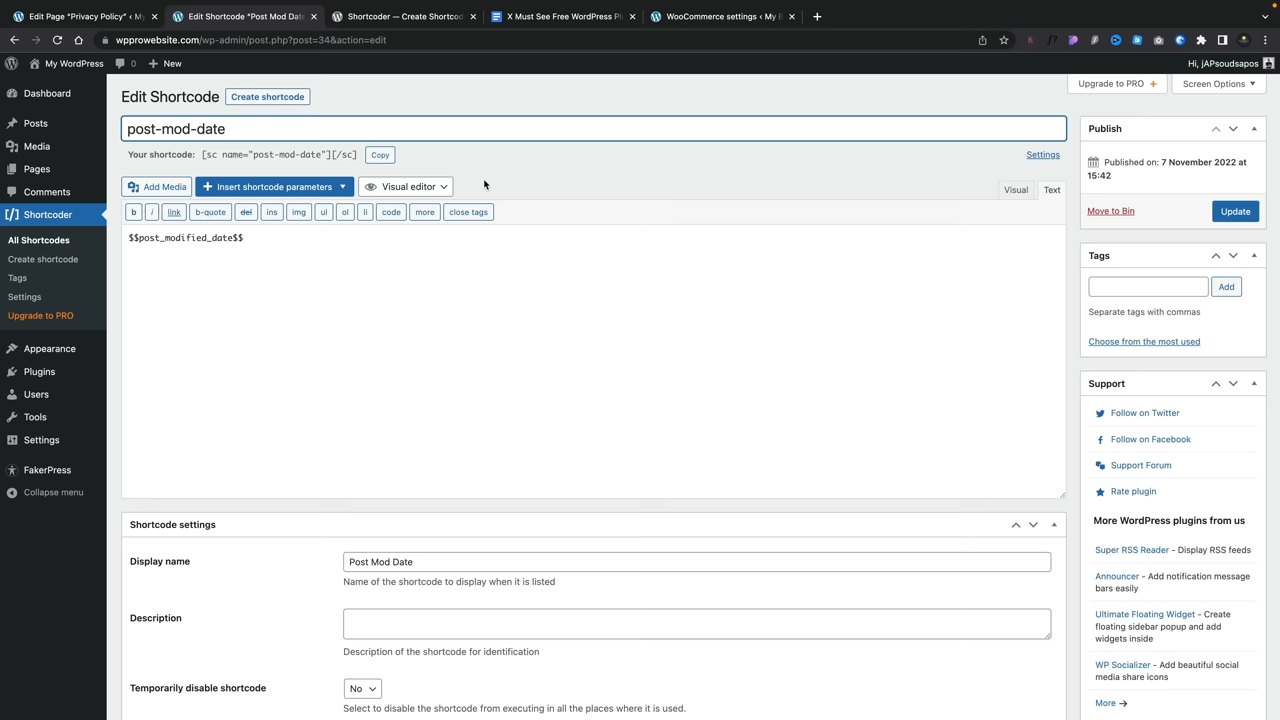 Edit Page "Privacy Policy" ‹ M
Edit Shortcode "Post Mod Date"
Shortcoder — Create Shortcod
X Must See Free WordPress Plu
WooCommerce settings ‹ My B
wpprowebsite.com/wp-admin/post.php?post=34&action=edit
My WordPress
0
New
Hi, jAPsoudsapos
Dashboard
Posts
Media
Pages
Comments
Shortcoder
All Shortcodes
Create shortcode
Tags
Settings
Upgrade to PRO
Appearance
Plugins
Users
Tools
Settings
FakerPress
Collapse menu
Upgrade to PRO +
Screen Options
Edit Shortcode
Create shortcode
post-mod-date
Your shortcode: [sc name="post-mod-date"][/sc]
Copy
Settings
Add Media
Insert shortcode parameters
Visual editor
Visual
Text
b
i
link
b-quote
del
ins
img
ul
ol
li
code
more
close tags
$$post_modified_date$$
Shortcode settings
Display name
Post Mod Date
Name of the shortcode to display when it is listed
Description
Description of the shortcode for identification
Temporarily disable shortcode
No
Select to disable the shortcode from executing in all the places where it is used.
Publish
Published on: 7 November 2022 at
15:42
Move to Bin
Update
Tags
Add
Separate tags with commas
Choose from the most used
Support
Follow on Twitter
Follow on Facebook
Support Forum
Rate plugin
More WordPress plugins from us
Super RSS Reader - Display RSS feeds
Announcer - Add notification message
bars easily
Ultimate Floating Widget - Create
floating sidebar popup and add
widgets inside
WP Socializer - Add beautiful social
media share icons
More